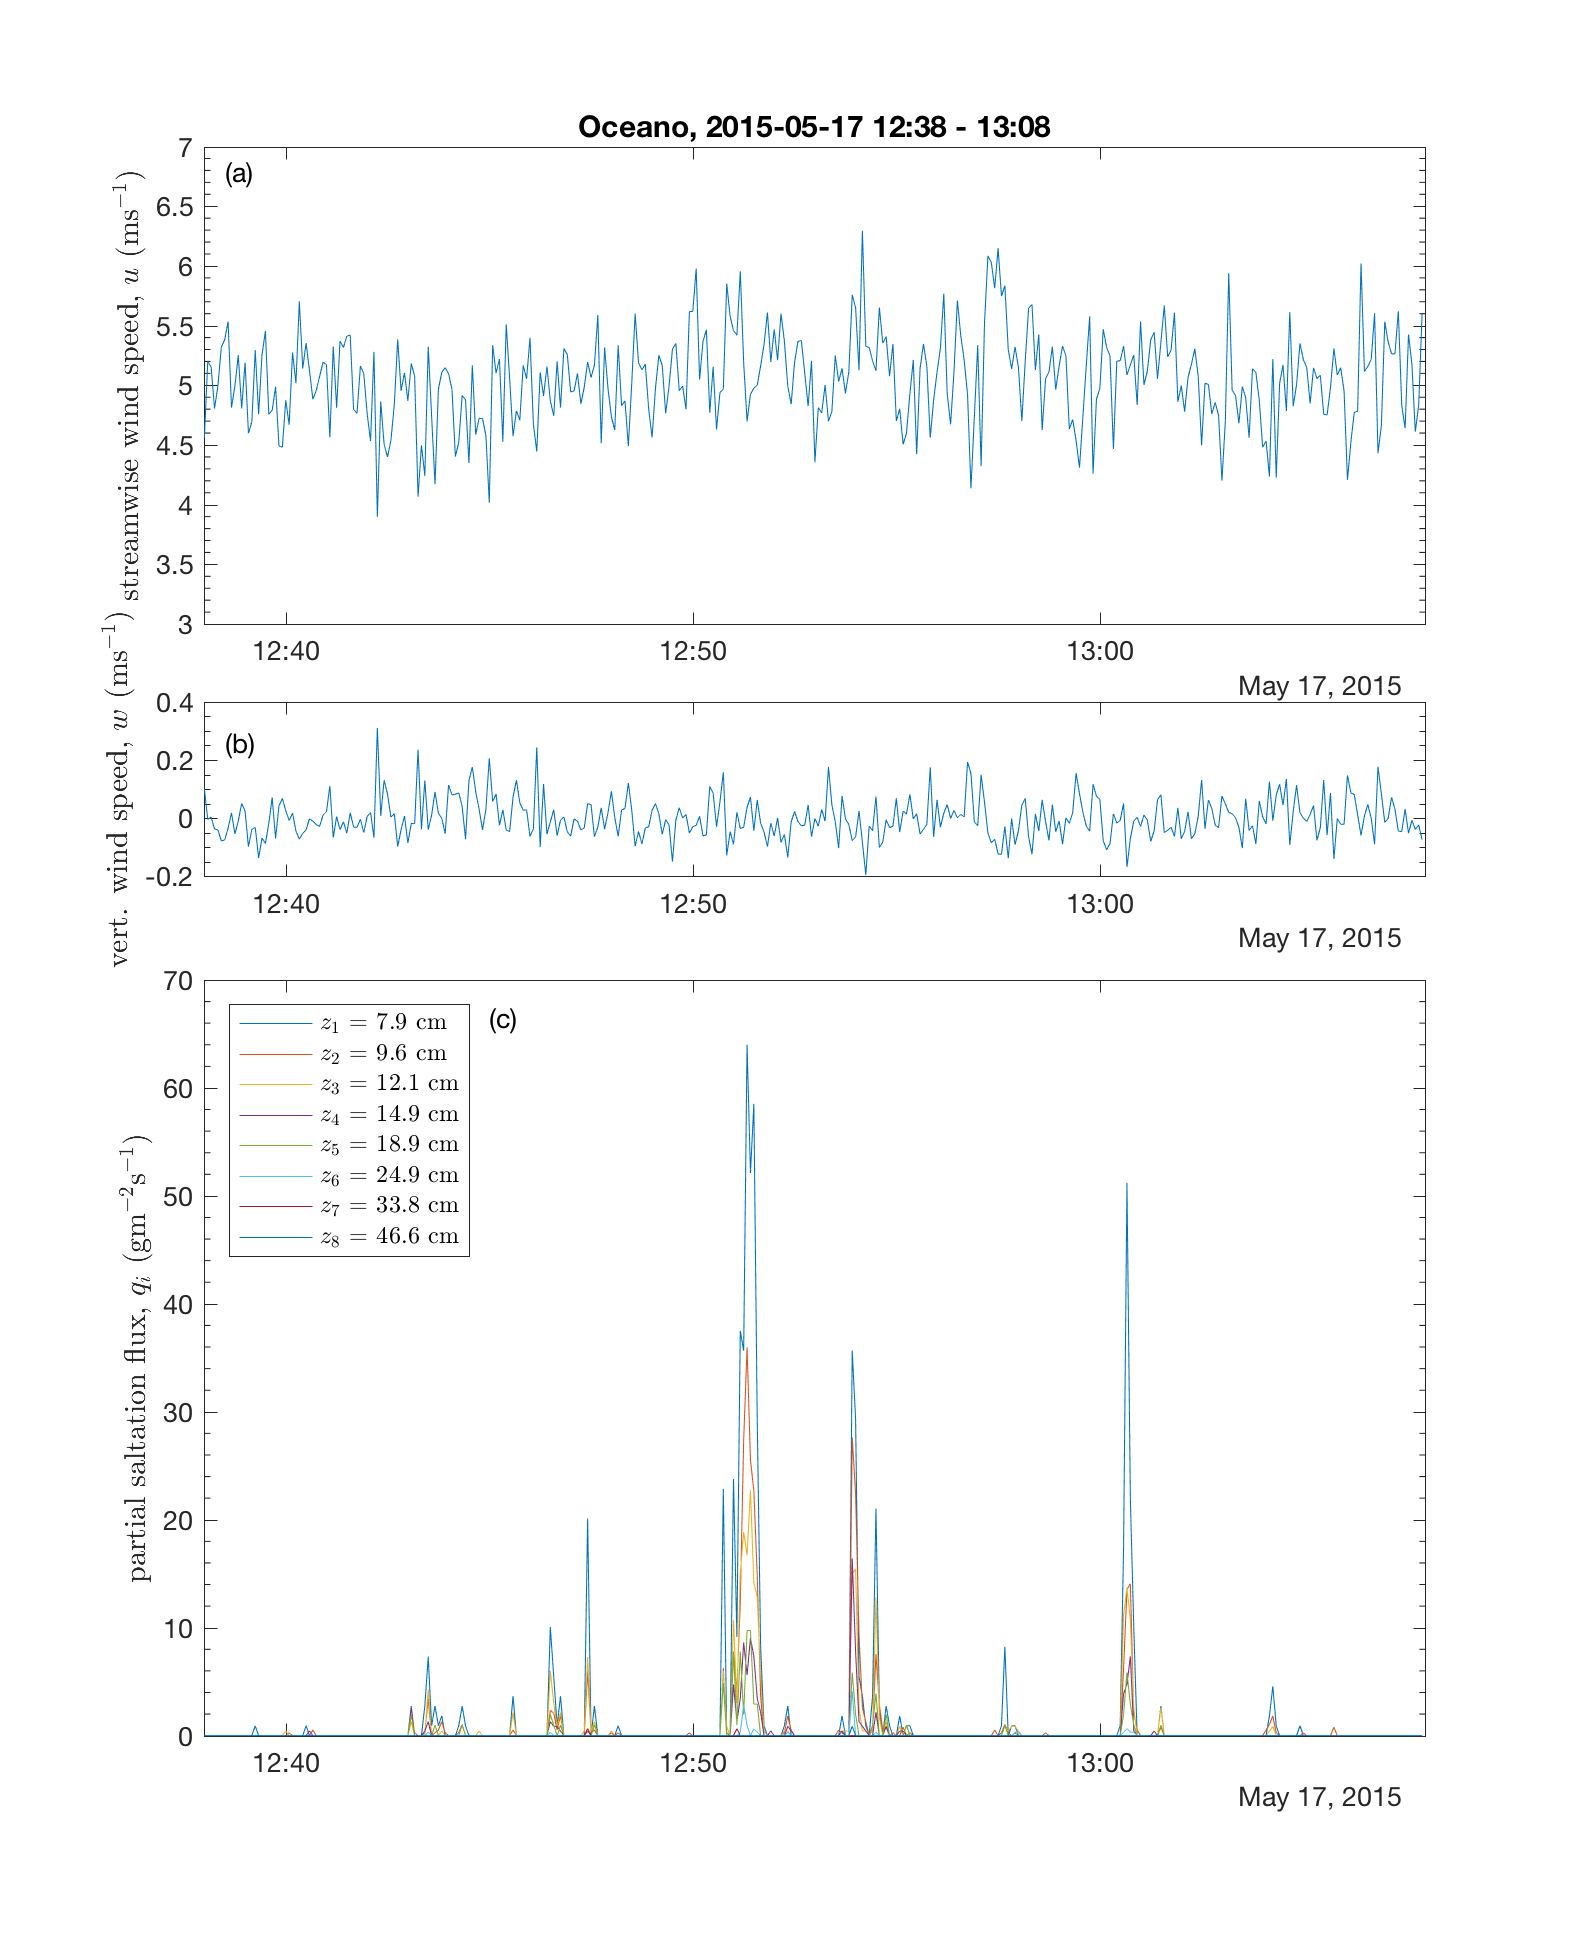 Oceano, 2015-05-17 12:38 - 13:08
(a)
streamwise wind speed, u (ms⁻¹)
7
6.5
6
5.5
5
4.5
4
3.5
3
12:40 12:50 13:00
May 17, 2015
(b)
vert. wind speed, w (ms⁻¹)
0.4
0.2
0
-0.2
12:40 12:50 13:00
May 17, 2015
(c)
partial saltation flux, qᵢ (gm⁻²s⁻¹)
70
60
50
40
30
20
10
0
z₁ = 7.9 cm
z₂ = 9.6 cm
z₃ = 12.1 cm
z₄ = 14.9 cm
z₅ = 18.9 cm
z₆ = 24.9 cm
z₇ = 33.8 cm
z₈ = 46.6 cm
12:40 12:50 13:00
May 17, 2015